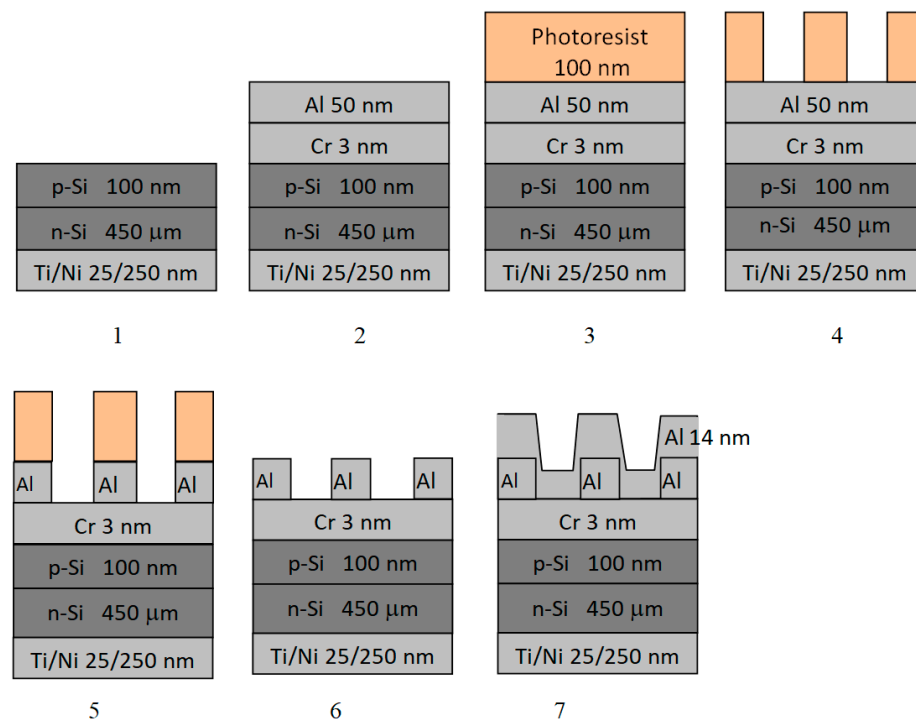 p-Si 100 nm
n-Si 450 μm
Ti/Ni 25/250 nm
1
Al 50 nm
Cr 3 nm
p-Si 100 nm
n-Si 450 μm
Ti/Ni 25/250 nm
2
Photoresist
100 nm
Al 50 nm
Cr 3 nm
p-Si 100 nm
n-Si 450 μm
Ti/Ni 25/250 nm
3
Al 50 nm
Cr 3 nm
p-Si 100 nm
n-Si 450 μm
Ti/Ni 25/250 nm
4
Al Al Al
Cr 3 nm
p-Si 100 nm
n-Si 450 μm
Ti/Ni 25/250 nm
5
Al Al Al
Cr 3 nm
p-Si 100 nm
n-Si 450 μm
Ti/Ni 25/250 nm
6
Al 14 nm
Al Al Al
Cr 3 nm
p-Si 100 nm
n-Si 450 μm
Ti/Ni 25/250 nm
7